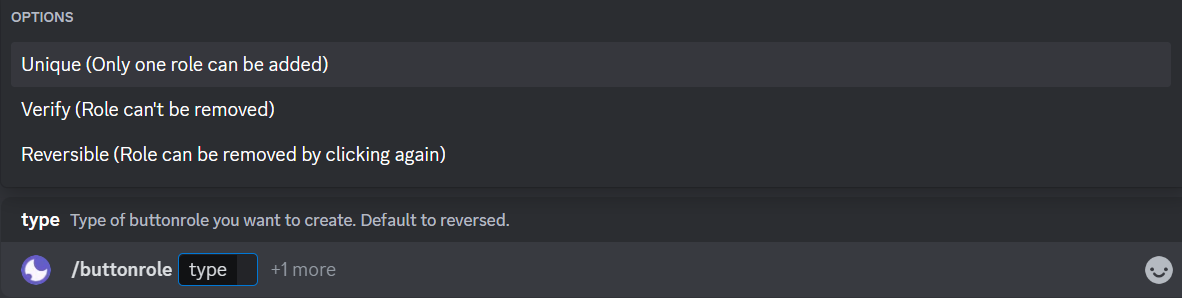 OPTIONS
Unique (Only one role can be added)
Verify (Role can't be removed)
Reversible (Role can be removed by clicking again)
type Type of buttonrole you want to create. Default to reversed.
/buttonrole type +1 more